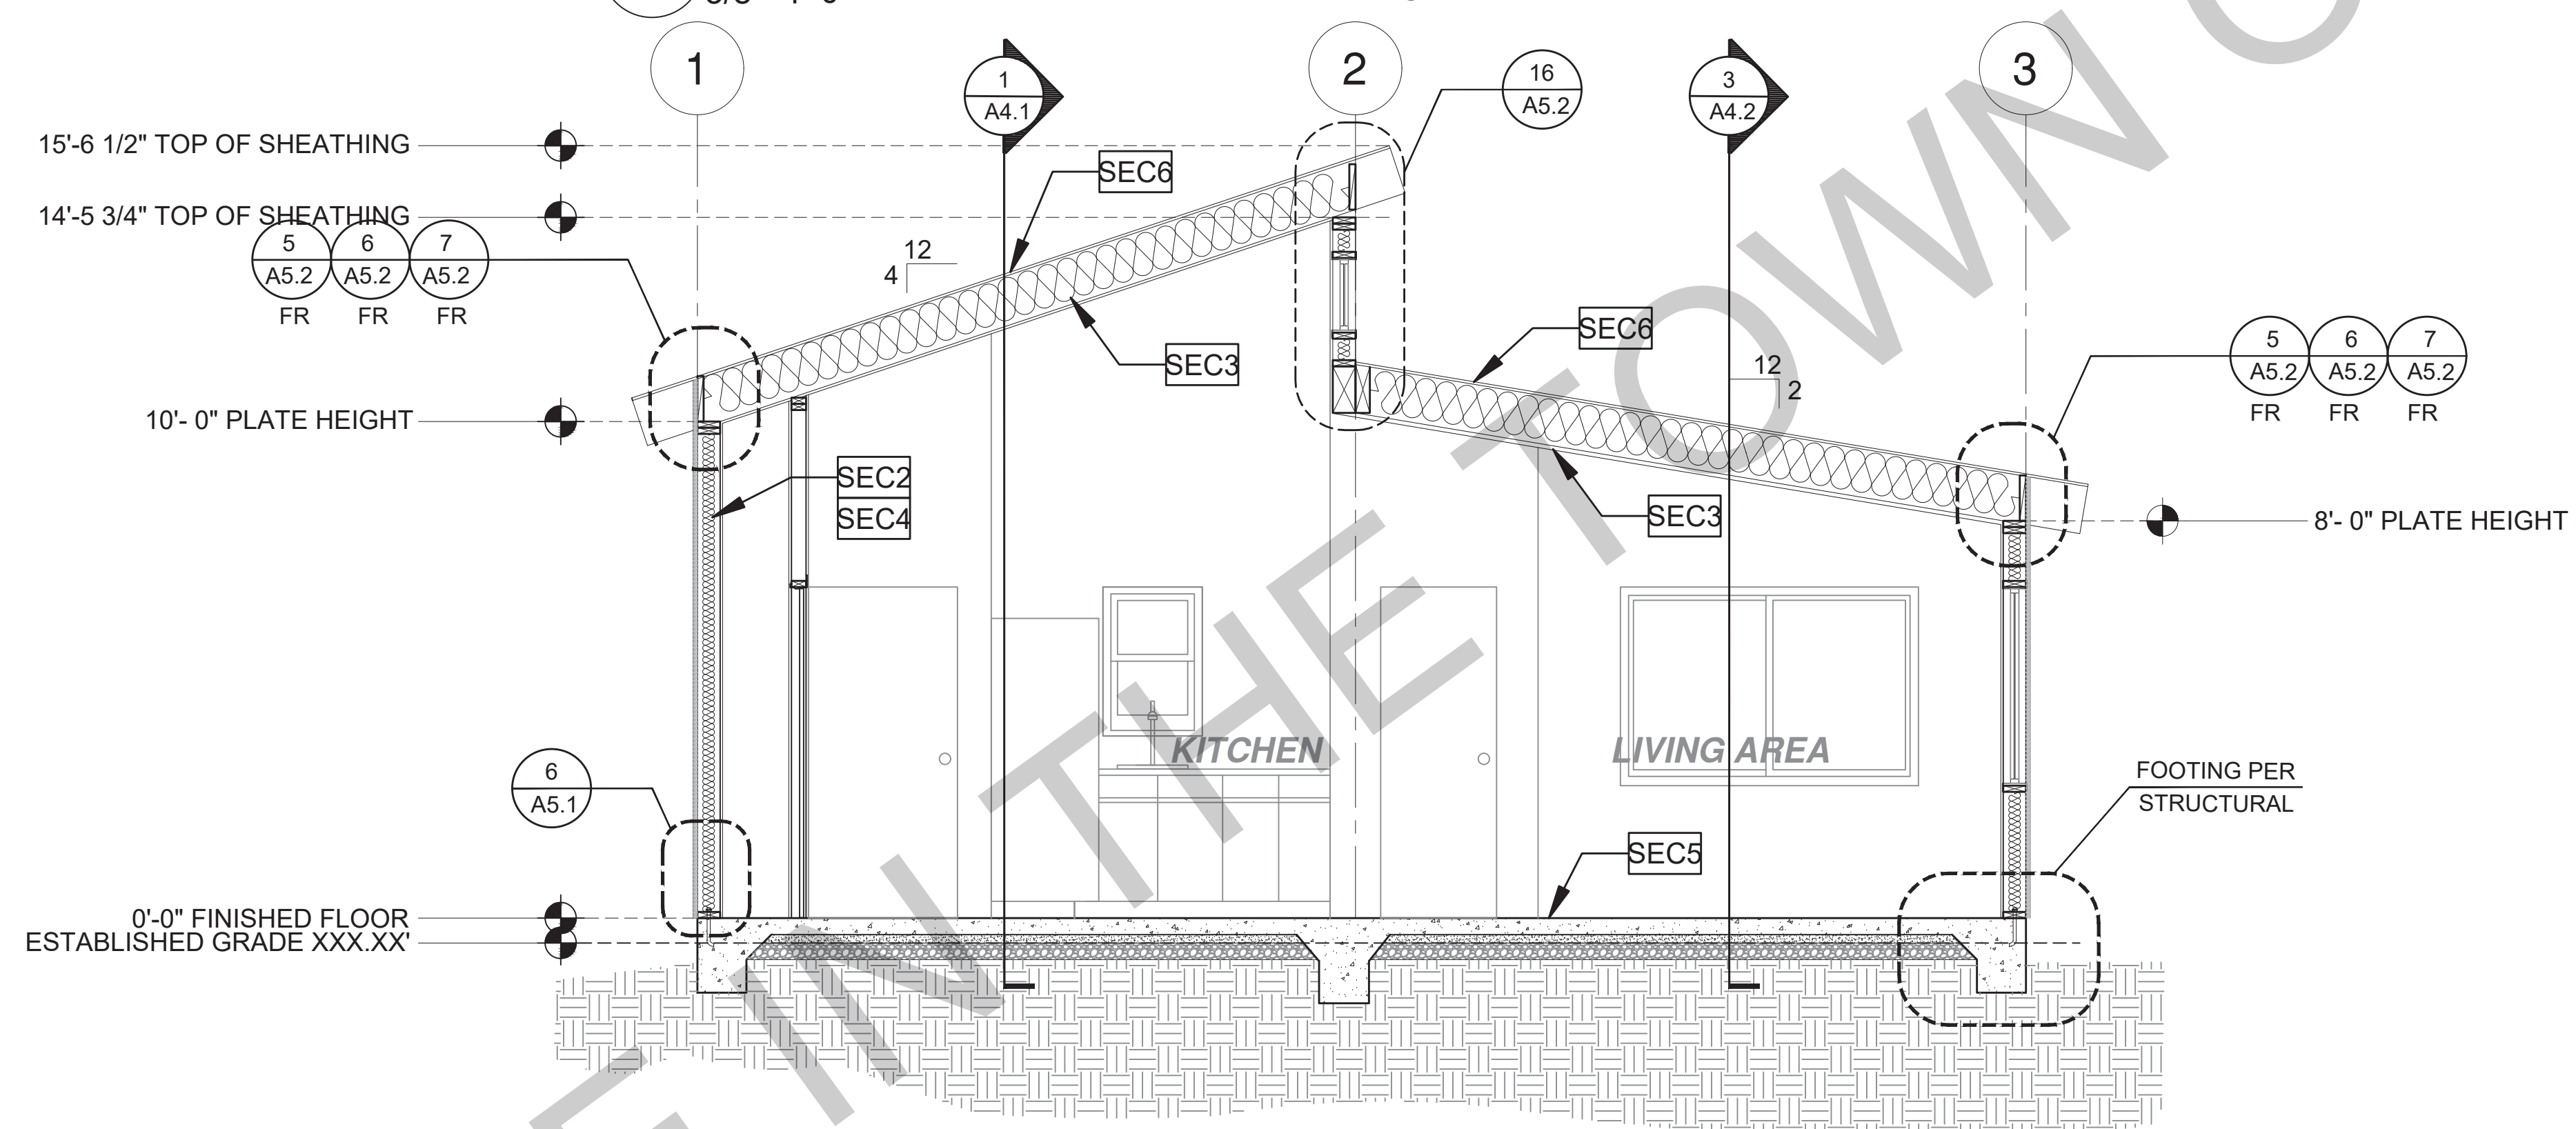 1
2
3
1
A4.1
16
A5.2
3
A4.2
15'-6 1/2" TOP OF SHEATHING
14'-5 3/4" TOP OF SHEATHING
5 6 7
A5.2 A5.2 A5.2
FR FR FR
12
4
SEC6
SEC3
SEC6
12
2
SEC3
5 6 7
A5.2 A5.2 A5.2
FR FR FR
10'- 0" PLATE HEIGHT
SEC2
SEC4
8'- 0" PLATE HEIGHT
KITCHEN
LIVING AREA
6
A5.1
FOOTING PER
STRUCTURAL
SEC5
0'-0" FINISHED FLOOR
ESTABLISHED GRADE XXX.XX'
IN THE TOWN